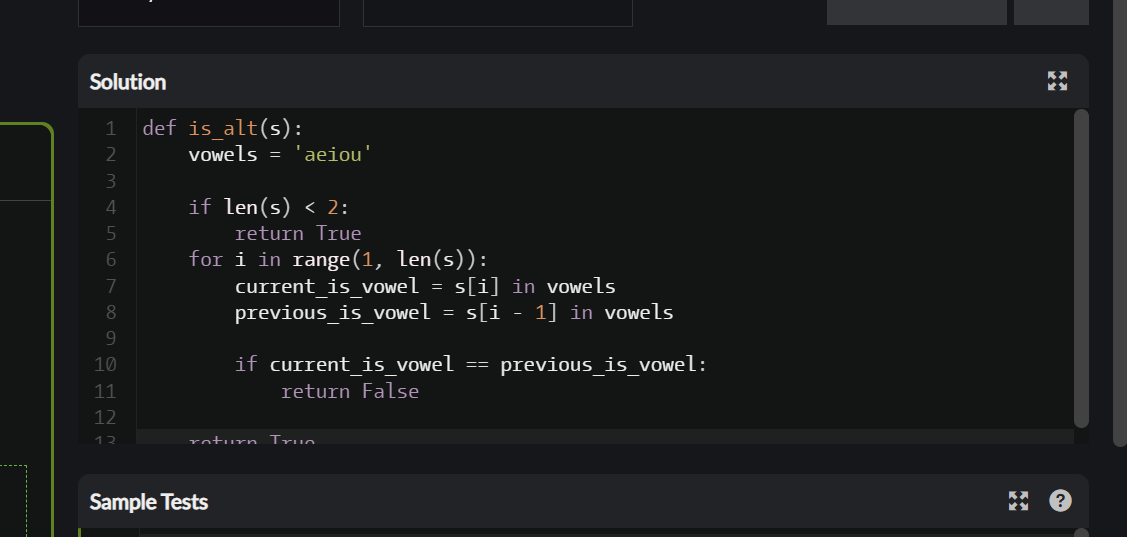 Solution
1 def is_alt(s):
2     vowels = 'aeiou'
3
4     if len(s) < 2:
5         return True
6     for i in range(1, len(s)):
7         current_is_vowel = s[i] in vowels
8         previous_is_vowel = s[i - 1] in vowels
9
10         if current_is_vowel == previous_is_vowel:
11             return False
12
13     return True
Sample Tests
?